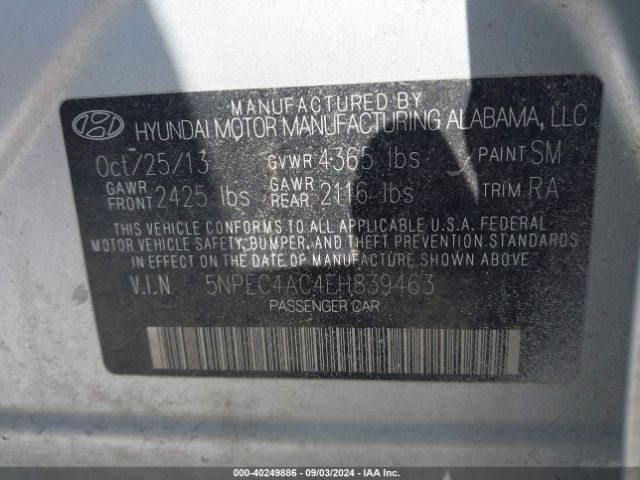 MANUFACTURED BY
HYUNDAI MOTOR MANUFACTURING ALABAMA, LLC
Oct/25/13 GVWR 4365 lbs PAINT SM
GAWR FRONT 2425 lbs GAWR REAR 2116 lbs TRIM RA
THIS VEHICLE CONFORMS TO ALL APPLICABLE U.S.A. FEDERAL
MOTOR VEHICLE SAFETY, BUMPER, AND THEFT PREVENTION STANDARDS
IN EFFECT ON THE DATE OF MANUFACTURE SHOWN ABOVE.
V.I.N 5NPEC4AC4EH839463
PASSENGER CAR
000-40249886 - 09/03/2024 - IAA Inc.